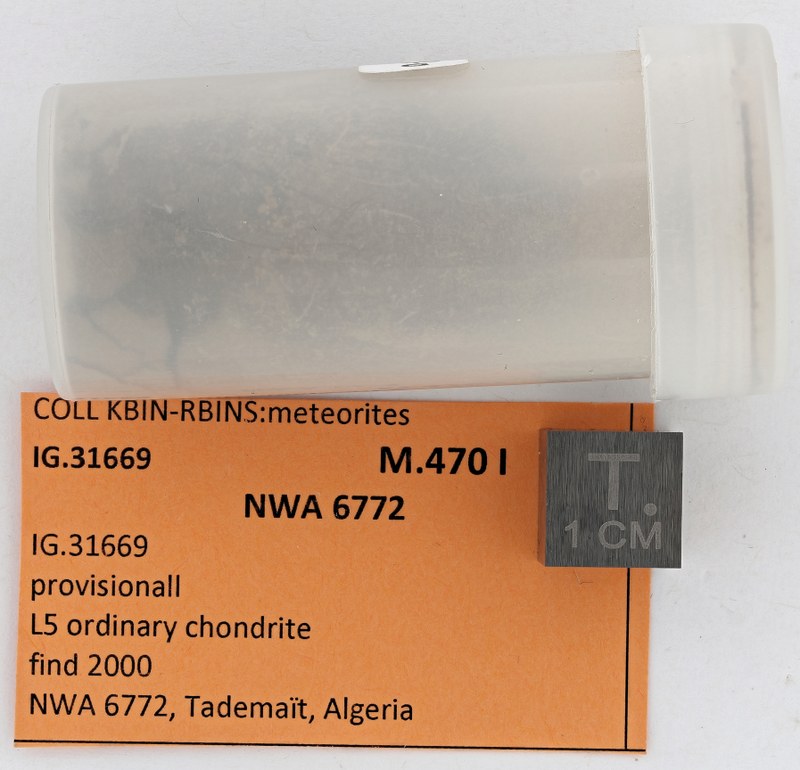 COLL KBIN-RBINS:meteorites
IG.31669 M.470 I
NWA 6772
IG.31669
provisionall
L5 ordinary chondrite
find 2000
NWA 6772, Tademaït, Algeria
T.
1 CM